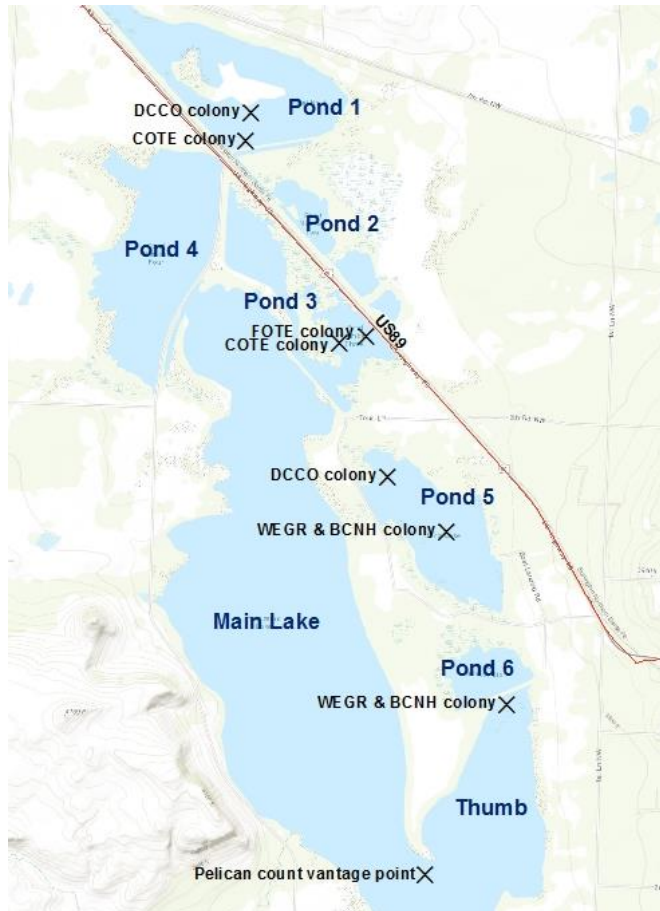 DCCO colony
Pond 1
COTE colony
Pond 2
Pond 4
Pond 3
FOTE colony
US89
COTE colony
DCCO colony
Pond 5
WEGR & BCNH colony
Main Lake
Pond 6
WEGR & BCNH colony
Thumb
Pelican count vantage point